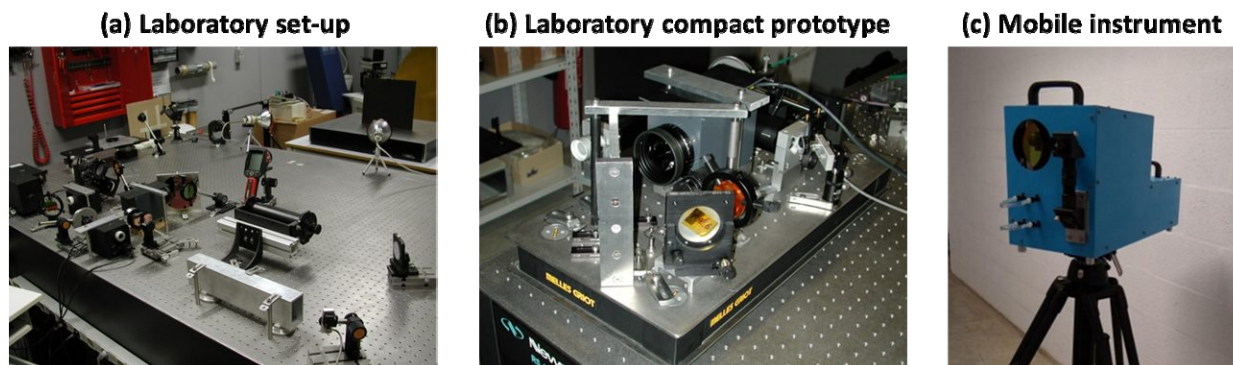 (a) Laboratory set-up
(b) Laboratory compact prototype
(c) Mobile instrument
MELLES GRIOT
MELLES GRIOT